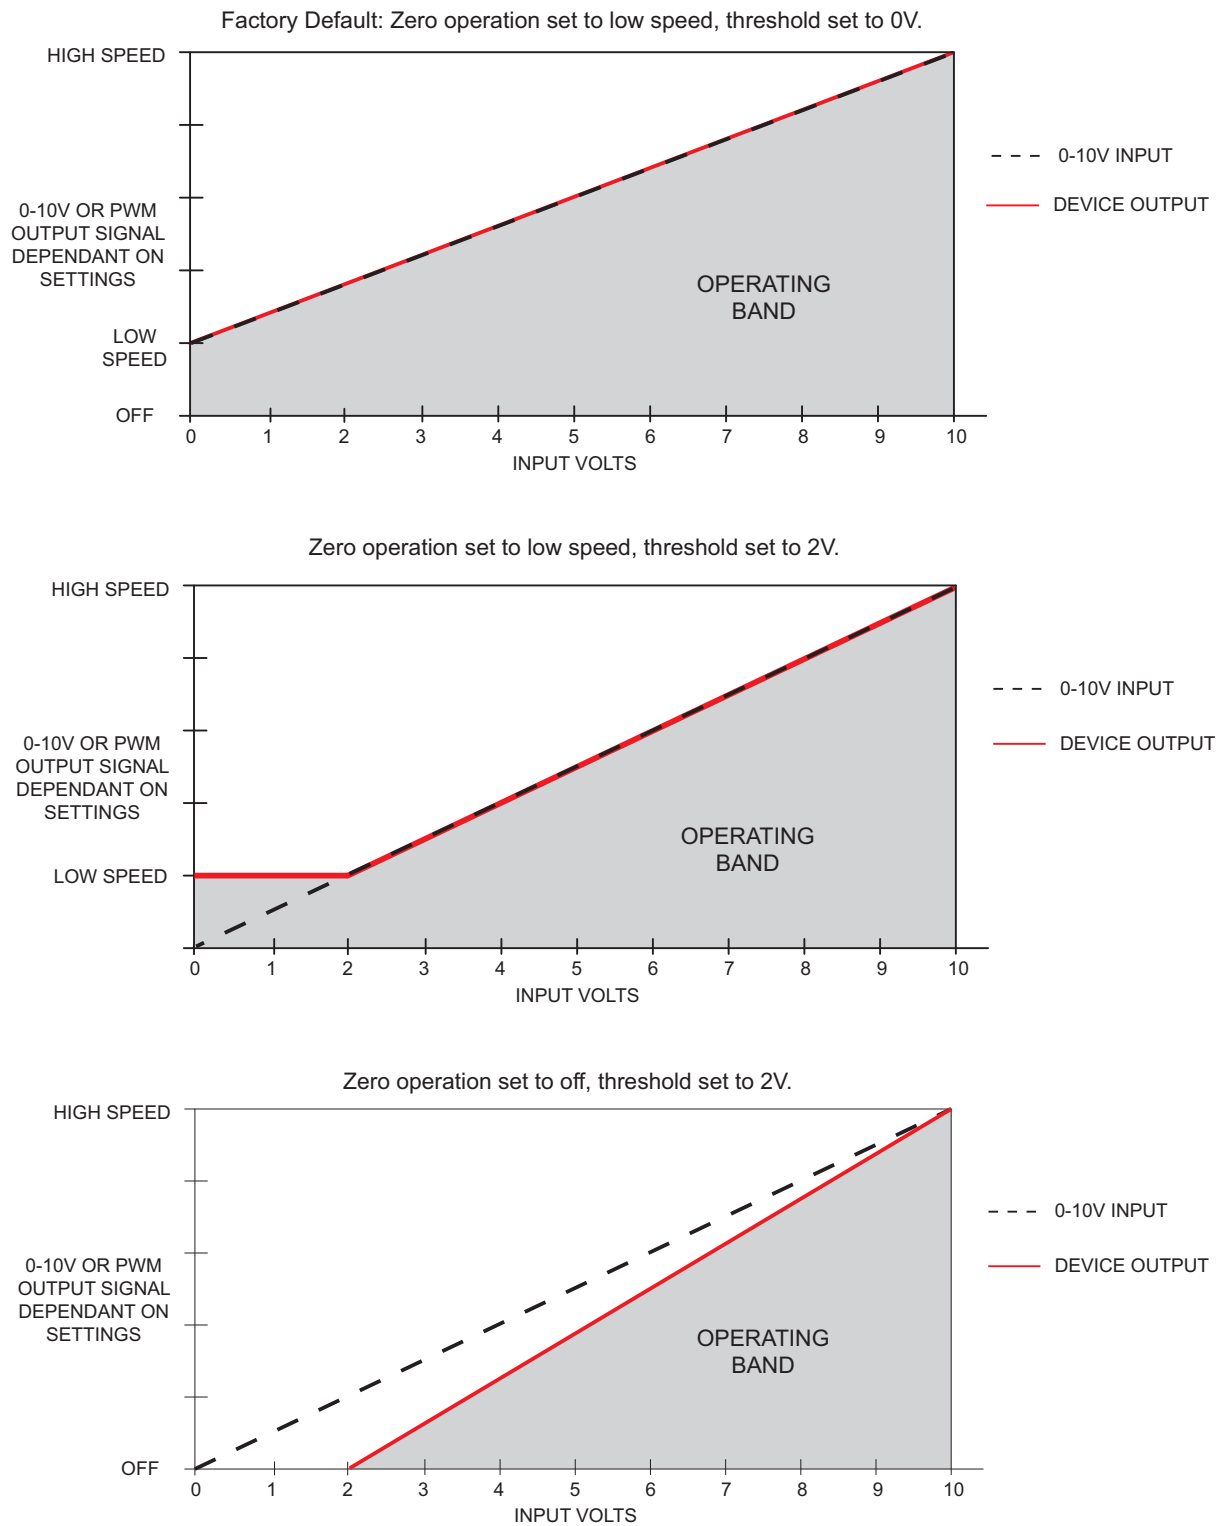 Factory Default: Zero operation set to low speed, threshold set to 0V.
HIGH SPEED
0-10V OR PWM
OUTPUT SIGNAL
DEPENDANT ON
SETTINGS
LOW
SPEED
OFF
0 1 2 3 4 5 6 7 8 9 10
INPUT VOLTS
OPERATING
BAND
0-10V INPUT
DEVICE OUTPUT
Zero operation set to low speed, threshold set to 2V.
HIGH SPEED
0-10V OR PWM
OUTPUT SIGNAL
DEPENDANT ON
SETTINGS
LOW SPEED
0 1 2 3 4 5 6 7 8 9 10
INPUT VOLTS
OPERATING
BAND
0-10V INPUT
DEVICE OUTPUT
Zero operation set to off, threshold set to 2V.
HIGH SPEED
0-10V OR PWM
OUTPUT SIGNAL
DEPENDANT ON
SETTINGS
OFF
0 1 2 3 4 5 6 7 8 9 10
INPUT VOLTS
OPERATING
BAND
0-10V INPUT
DEVICE OUTPUT